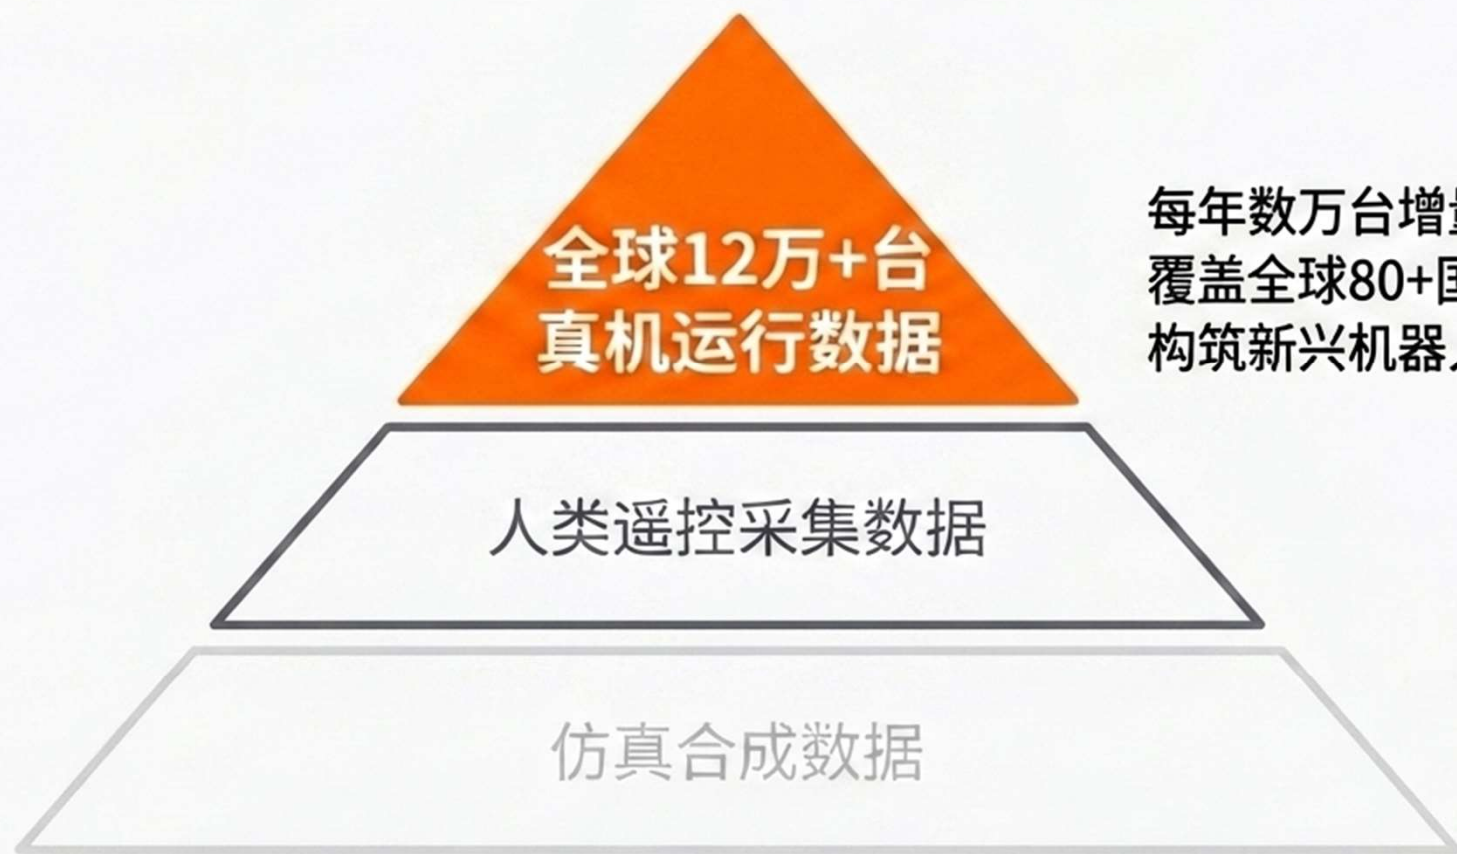 全球12万+台
真机运行数据
每年数万台增
覆盖全球80+
构筑新兴机器
人类遥控采集数据
仿真合成数据